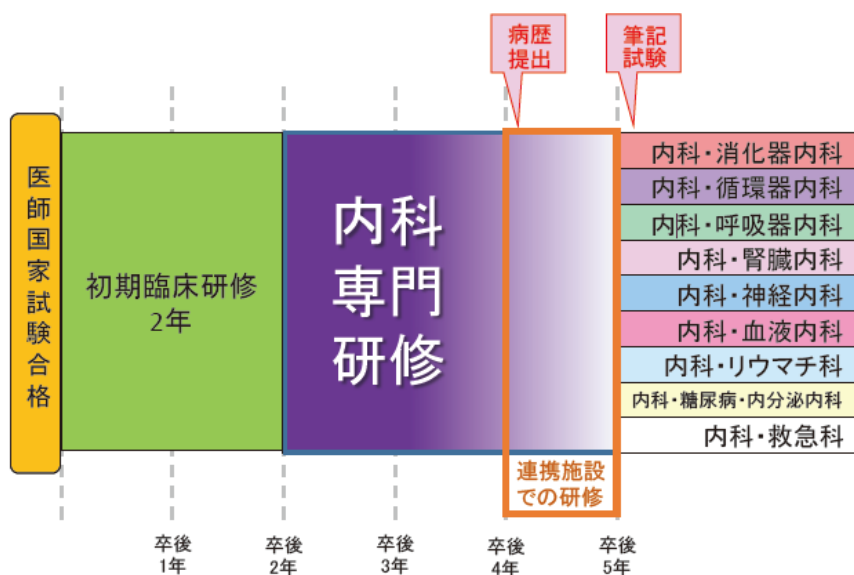 病歴
提出
筆記
試験
医師国家試験合格
初期臨床研修
2年
内科
専門
研修
内科・消化器内科
内科・循環器内科
内科・呼吸器内科
内科・腎臓内科
内科・神経内科
内科・血液内科
内科・リウマチ科
内科・糖尿病・内分泌内科
内科・救急科
連携施設
での研修
卒後
1年
卒後
2年
卒後
3年
卒後
4年
卒後
5年